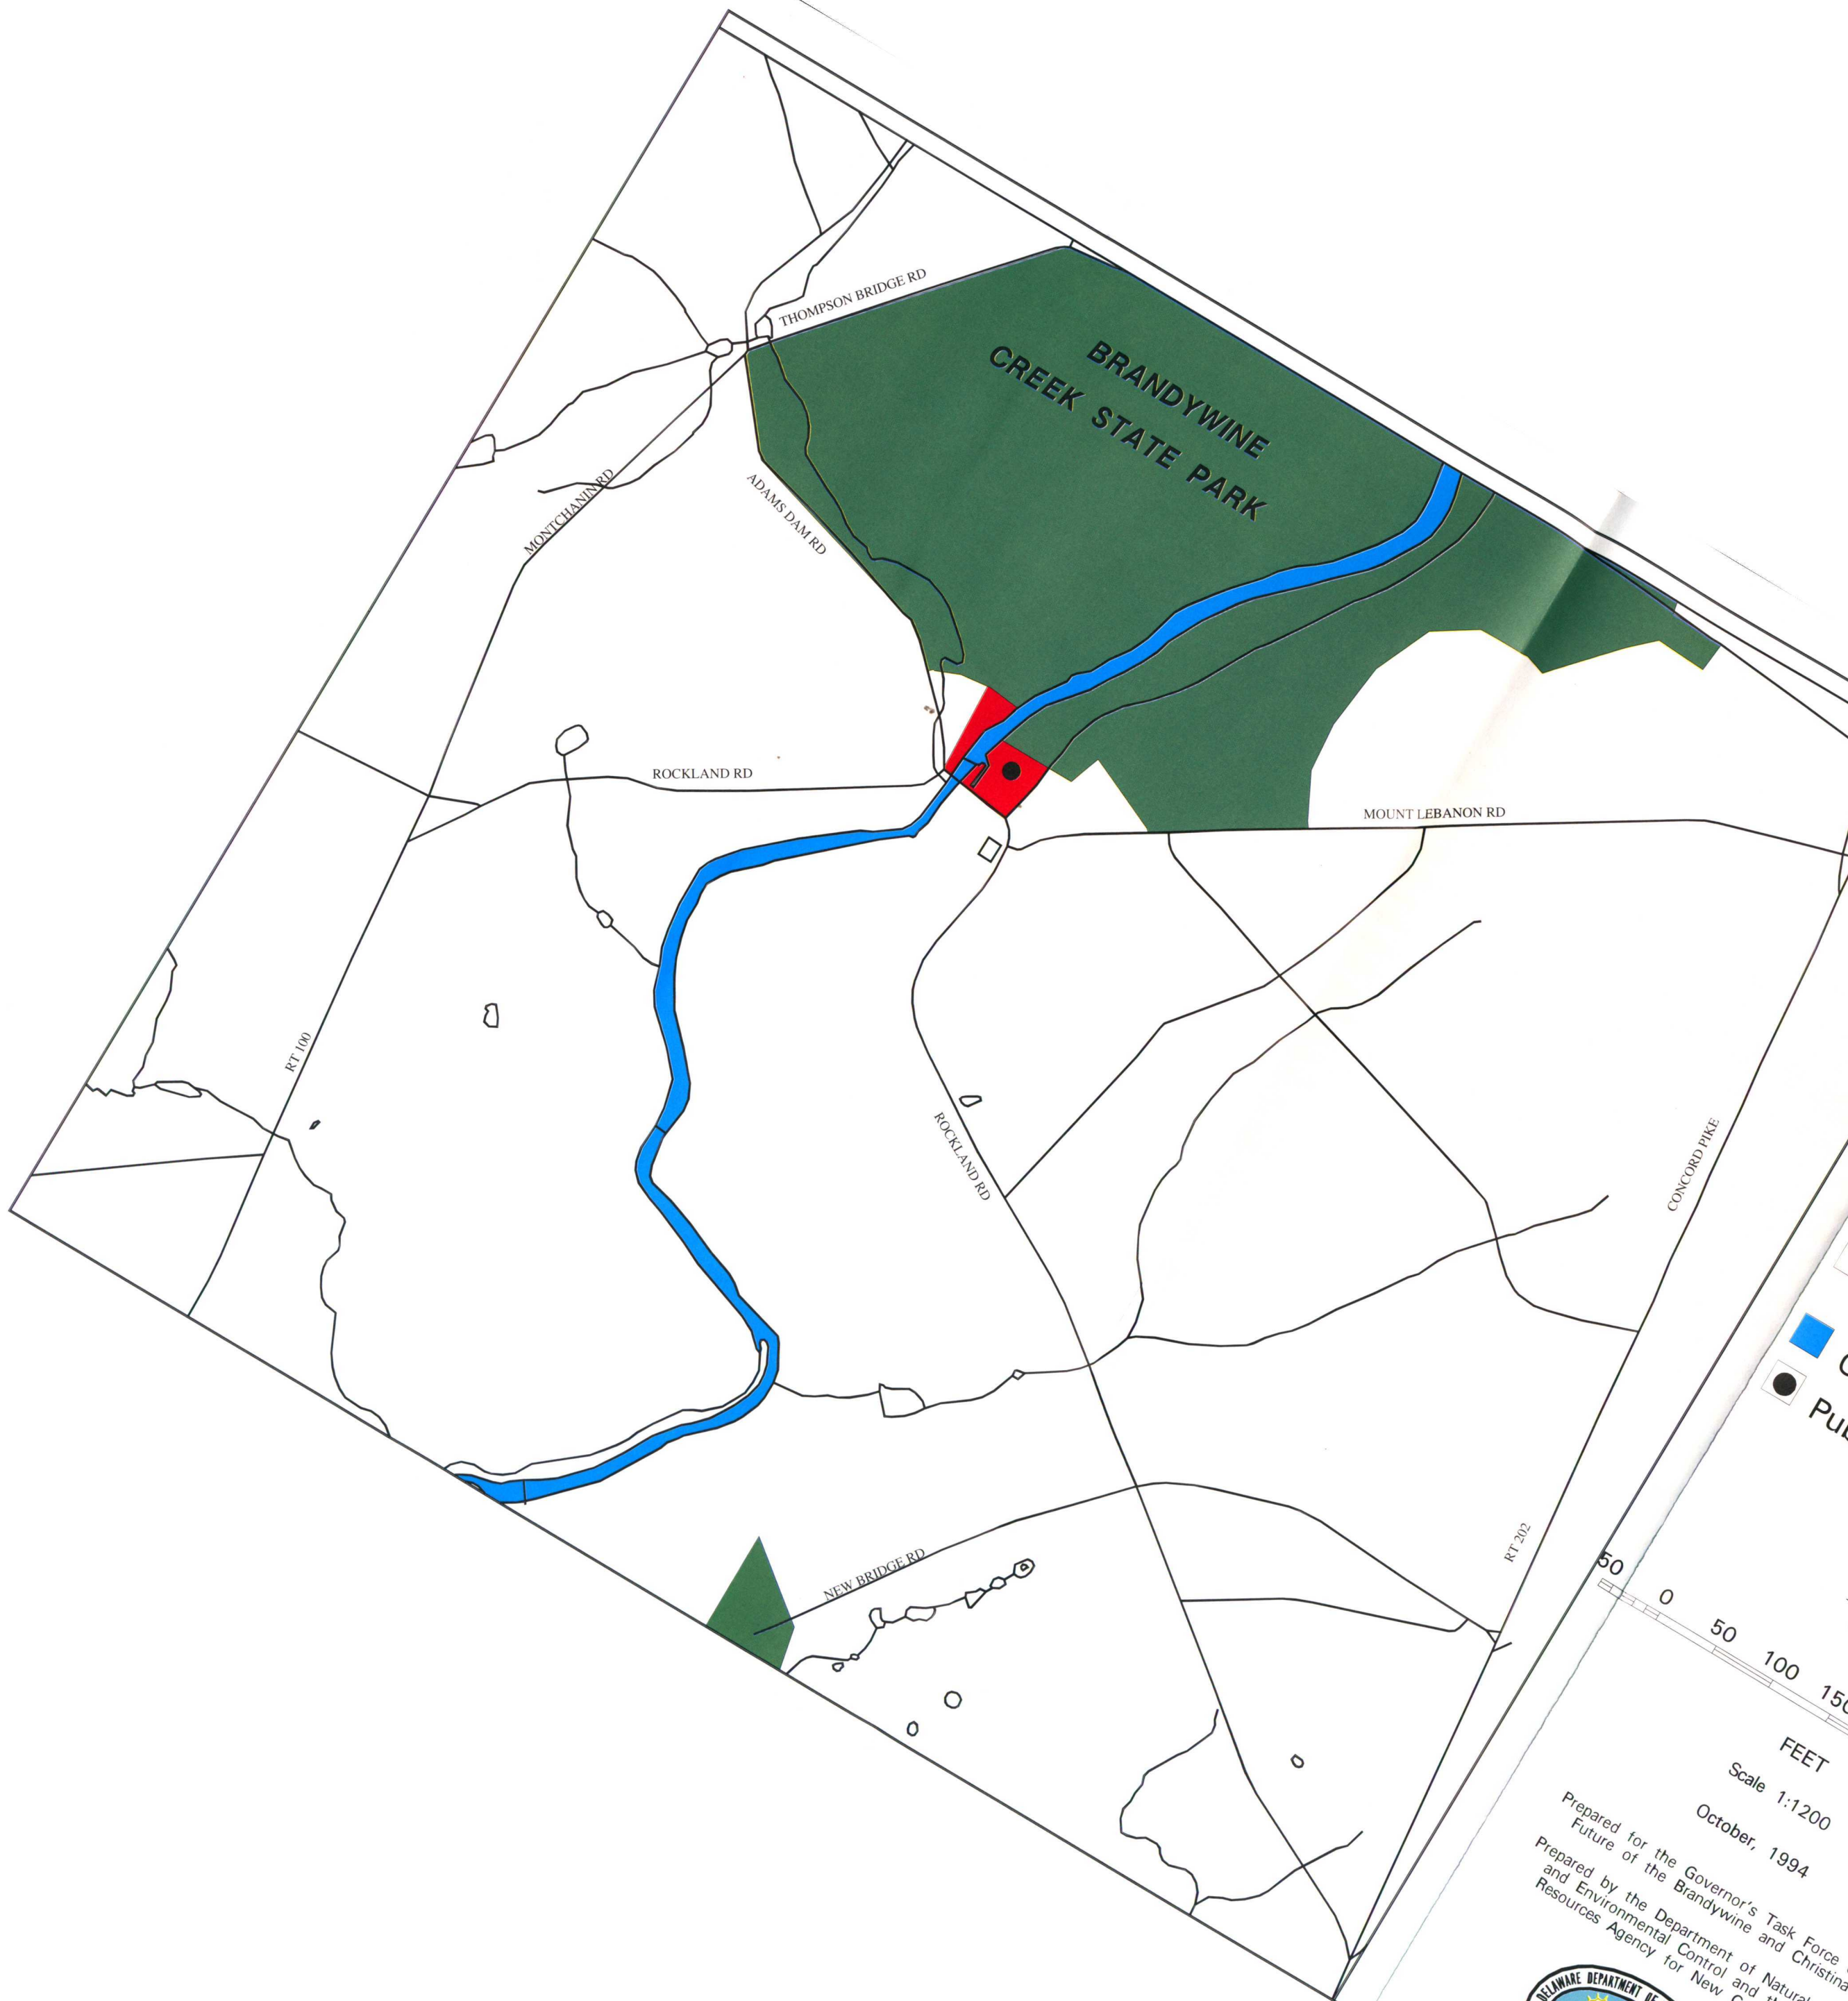 THOMPSON BRIDGE RD
BRANDYWINE
CREEK STATE PARK
MONTCHANIN RD
ADAMS DAM RD
ROCKLAND RD
MOUNT LEBANON RD
RT 100
ROCKLAND RD
CONCORD PIKE
NEW BRIDGE RD
RT 202
50 0 50 100
FEET
Scale 1:1200
October, 1994
Prepared for the Governor's Task Force
Future of the Brandywine and Christina
Prepared by the Department of Natural
and Environmental Control and
Resources Agency for New
DELAWARE DEPARTMENT OF